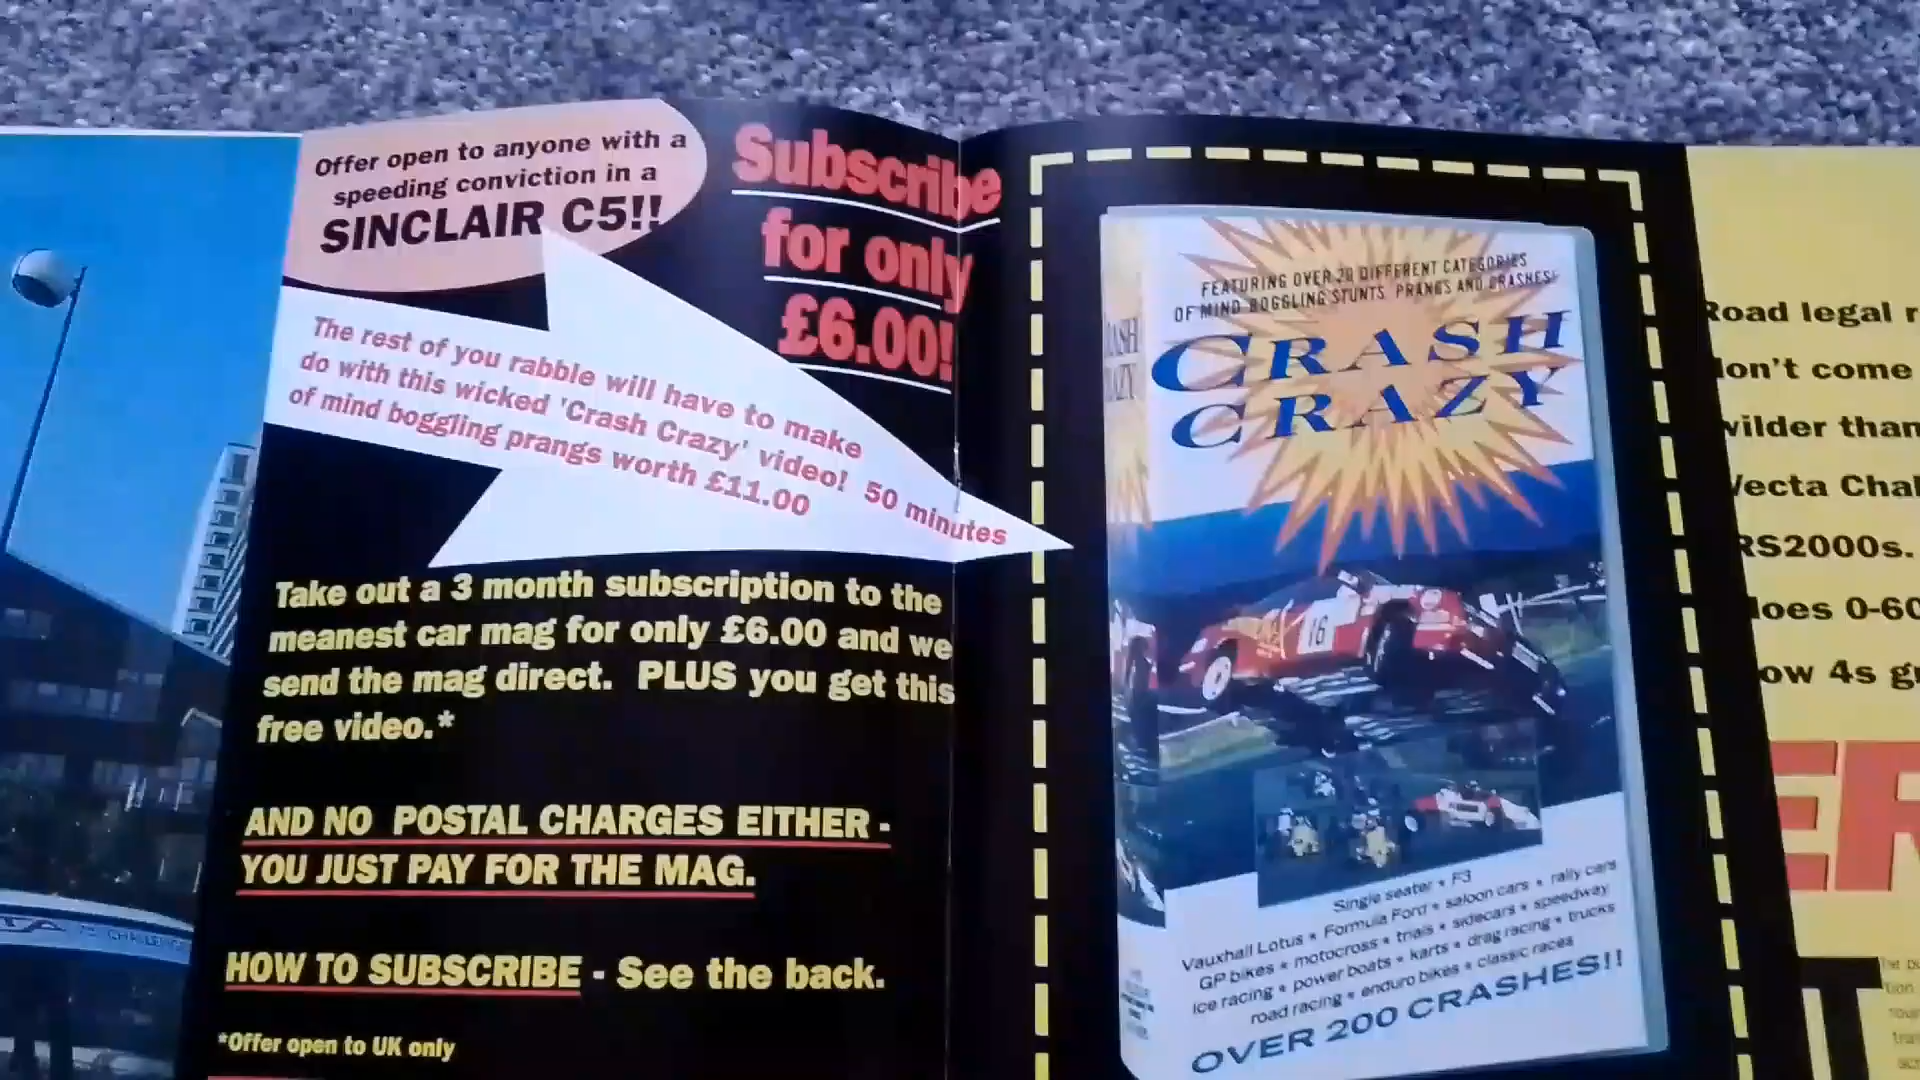 Offer open to anyone with a
speeding conviction in a
SINCLAIR C5!!
Subscribe
for only
£6.00!
The rest of you rabble will have to make
do with this wicked 'Crash Crazy' video! 50 minutes
of mind boggling prangs worth £11.00
Take out a 3 month subscription to the
meanest car mag for only £6.00 and we
send the mag direct. PLUS you get this
free video.*
AND NO POSTAL CHARGES EITHER -
YOU JUST PAY FOR THE MAG.
HOW TO SUBSCRIBE - See the back.
*Offer open to UK only
FEATURING OVER 20 DIFFERENT CATEGORIES
OF MIND BOGGLING STUNTS, PRANGS AND CRASHES!
CRASH
CRAZY
16
Single seater * F3
Vauxhall Lotus * Formula Ford * saloon cars * rally cars
GP bikes * motocross * trials * sidecars * speedway
ice racing * power boats * karts * drag racing * trucks
road racing * enduro bikes * classic races
OVER 200 CRASHES!!
Road legal
don't come
wilder than
Vecta
RS2000s.
does 0-60
CHALLENGE